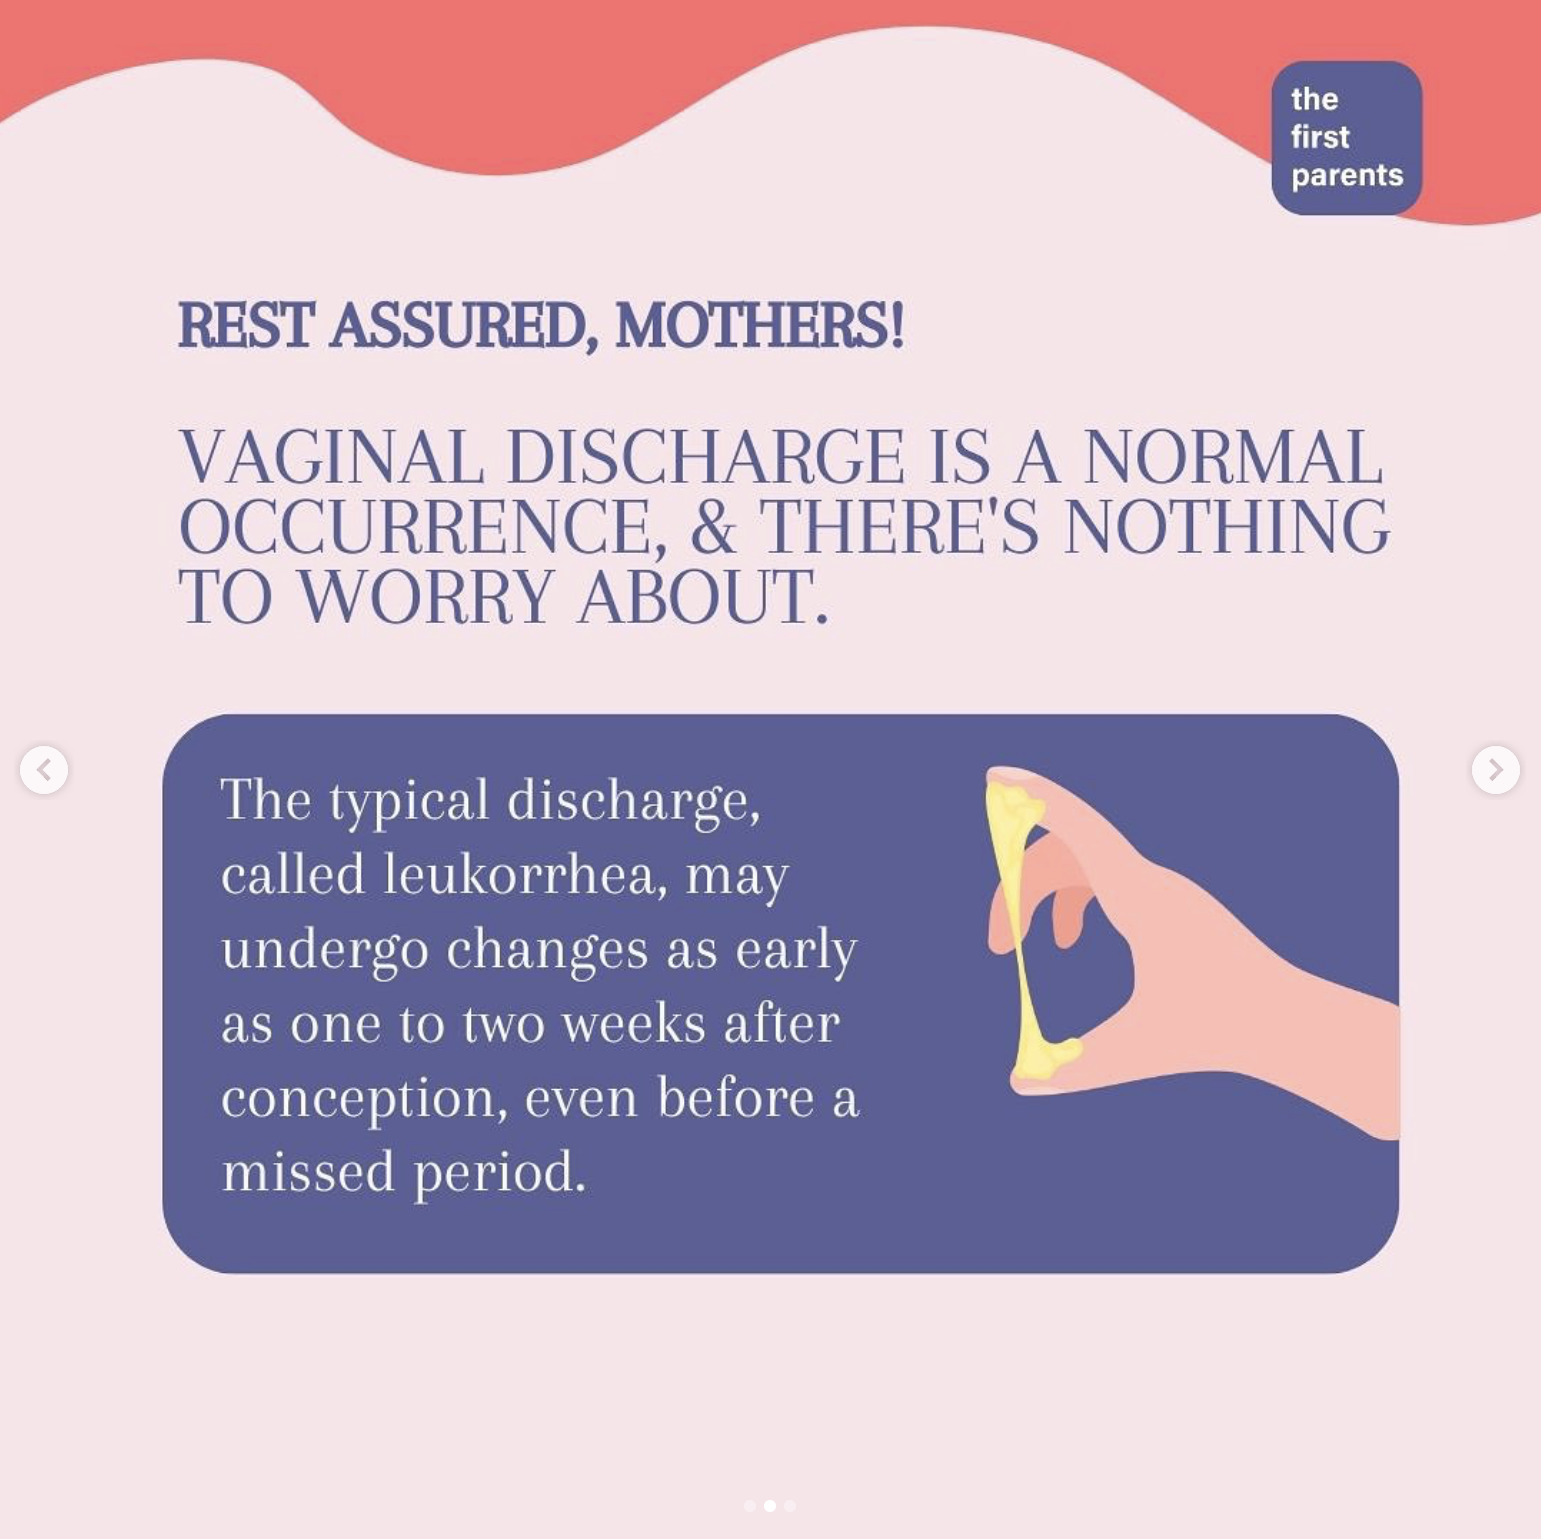 the
first
parents
REST ASSURED, MOTHERS!
VAGINAL DISCHARGE IS A NORMAL
OCCURRENCE, & THERE'S NOTHING
TO WORRY ABOUT.
The typical discharge,
called leukorrhea, may
undergo changes as early
as one to two weeks after
conception, even before a
missed period.